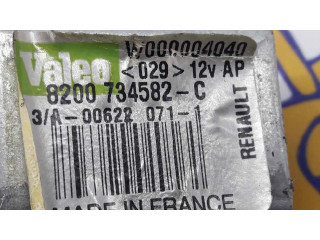 W000004040
Valeo <029> 12v AP
8200 734582-C
3/A-00622 071-1
RENAULT
MADE IN FRANCE